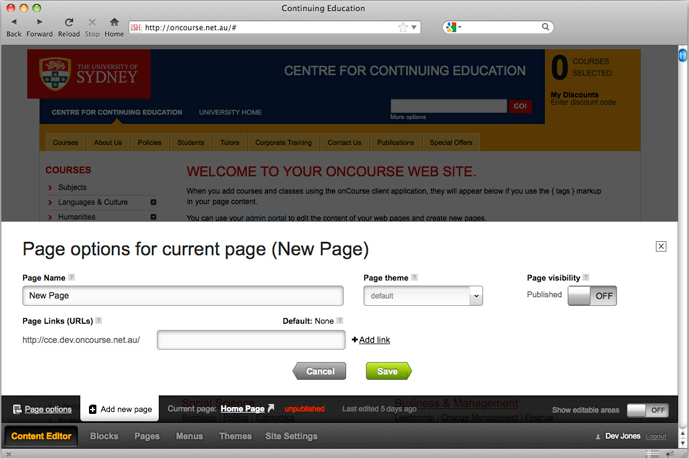 Continuing Education
Back Forward Reload Stop Home
http://oncourse.net.au/#
THE UNIVERSITY OF
SYDNEY
CENTRE FOR CONTINUING EDUCATION
0 COURSES
SELECTED
My Discounts
Enter discount code
CENTRE FOR CONTINUING EDUCATION UNIVERSITY HOME
GO!
More options
Courses About Us Policies Students Tutors Corporate Training Contact Us Publications Special Offers
COURSES
Subjects
Languages & Culture
Humanities
WELCOME TO YOUR ONCOURSE WEB SITE.
When you add courses and classes using the onCourse client application, they will appear below if you use the { tags } markup
in your page content.
You can use your admin portal to edit the content of your web pages and create new pages.
Page options for current page (New Page)
Page Name ?
New Page
Page theme ?
default
Page visibility ?
Published OFF
Page Links (URLs) ? Default: None ?
http://cce.dev.oncourse.net.au/
Add link
Cancel Save
Social Science Business & Management
Page options Add new page Current page: Home Page unpublished Last edited 5 days ago Show editable areas OFF
Content Editor Blocks Pages Menus Themes Site Settings Dev Jones Logout